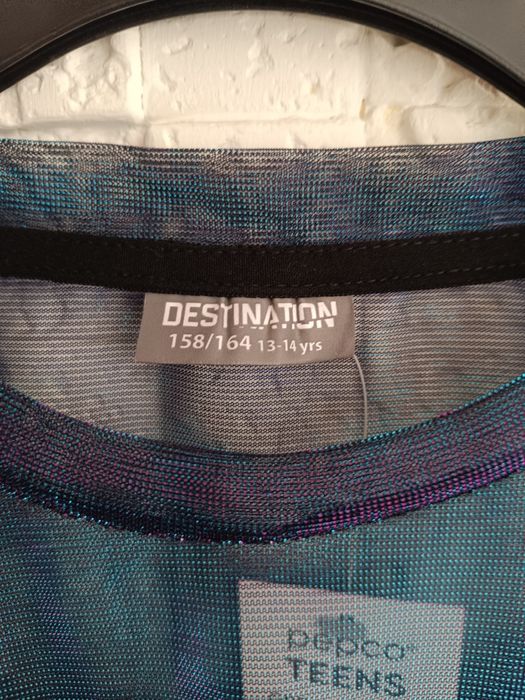 DESTINATION
158/164 13-14 yrs
pepco®
TEENS